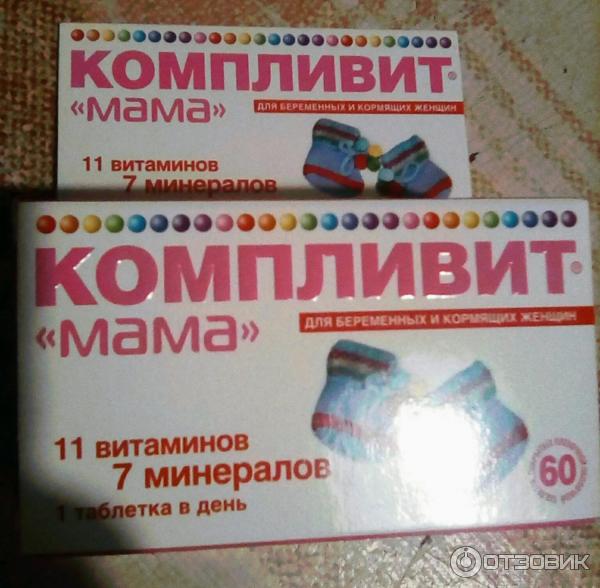 КОМПЛИВИТ®
«мама»
ДЛЯ БЕРЕМЕННЫХ И КОРМЯЩИХ ЖЕНЩИН
11 витаминов
7 минералов
КОМПЛИВИТ®
«мама»
ДЛЯ БЕРЕМЕННЫХ И КОРМЯЩИХ ЖЕНЩИН
11 витаминов
7 минералов
1 таблетка в день
60
ОТЗОВИК